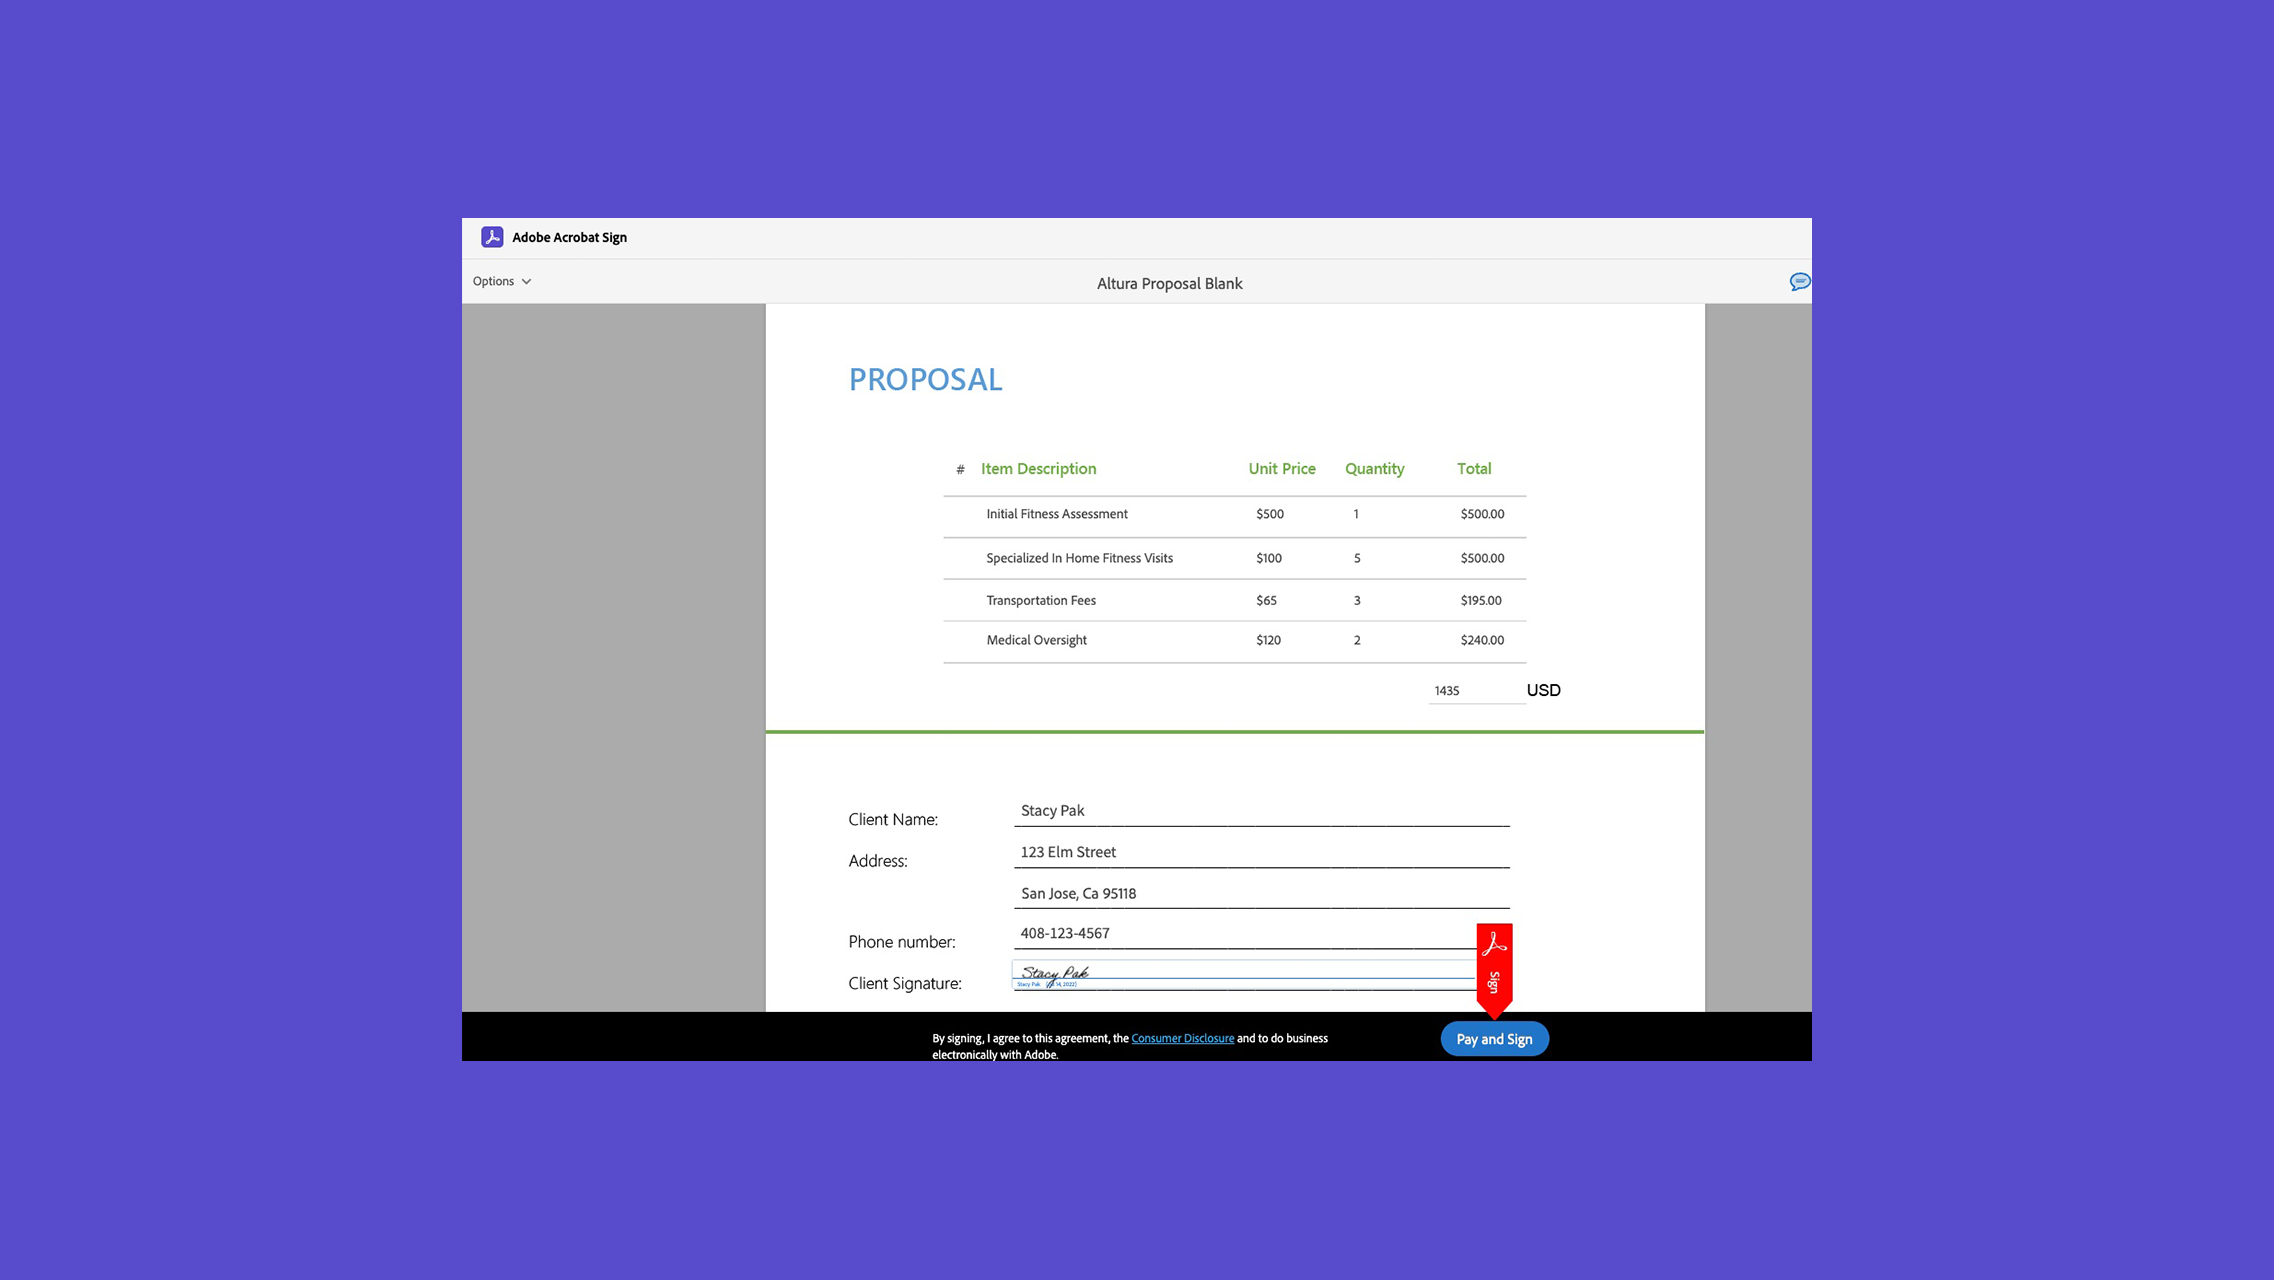 Adobe Acrobat Sign
Options
Altura Proposal Blank
PROPOSAL
# Item Description Unit Price Quantity Total
Initial Fitness Assessment $500 1 $500.00
Specialized In Home Fitness Visits $100 5 $500.00
Transportation Fees $65 3 $195.00
Medical Oversight $120 2 $240.00
1435 USD
Client Name: Stacy Pak
Address: 123 Elm Street
San Jose, Ca 95118
Phone number: 408-123-4567
Client Signature: Stacy Pak
Stacy Pak 14, 2022)
Sign
By signing, I agree to this agreement, the Consumer Disclosure and to do business
electronically with Adobe.
Pay and Sign